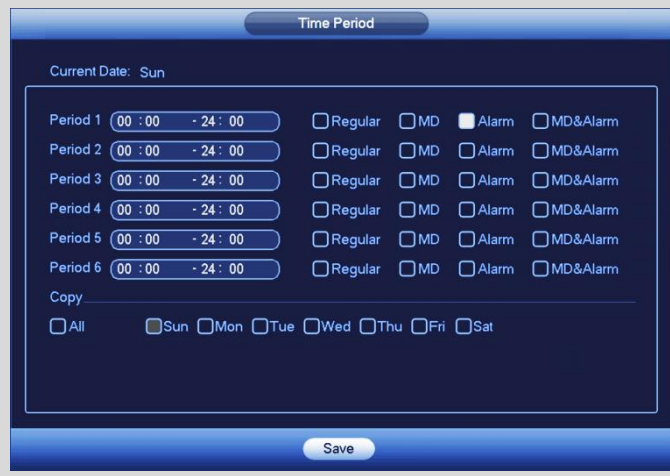 Time Period
Current Date: Sun
Period 1 00 :00 - 24: 00 Regular MD Alarm MD&Alarm
Period 2 00 :00 - 24: 00 Regular MD Alarm MD&Alarm
Period 3 00 :00 - 24: 00 Regular MD Alarm MD&Alarm
Period 4 00 :00 - 24: 00 Regular MD Alarm MD&Alarm
Period 5 00 :00 - 24: 00 Regular MD Alarm MD&Alarm
Period 6 00 :00 - 24: 00 Regular MD Alarm MD&Alarm
Copy
All Sun Mon Tue Wed Thu Fri Sat
Save